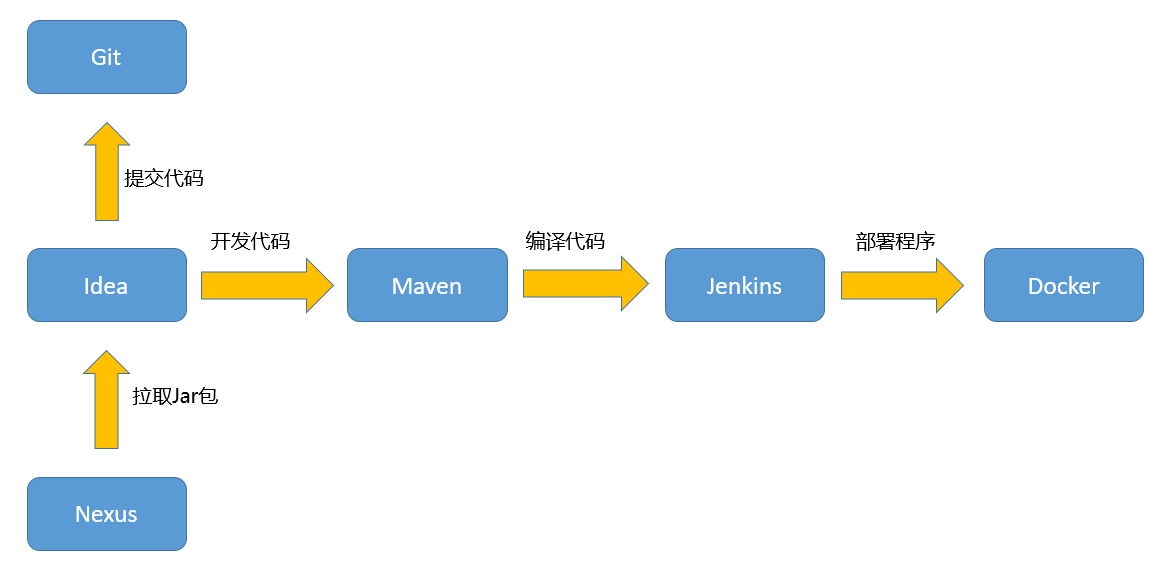 Git
提交代码
开发代码
编译代码
部署程序
Idea
Maven
Jenkins
Docker
拉取Jar包
Nexus